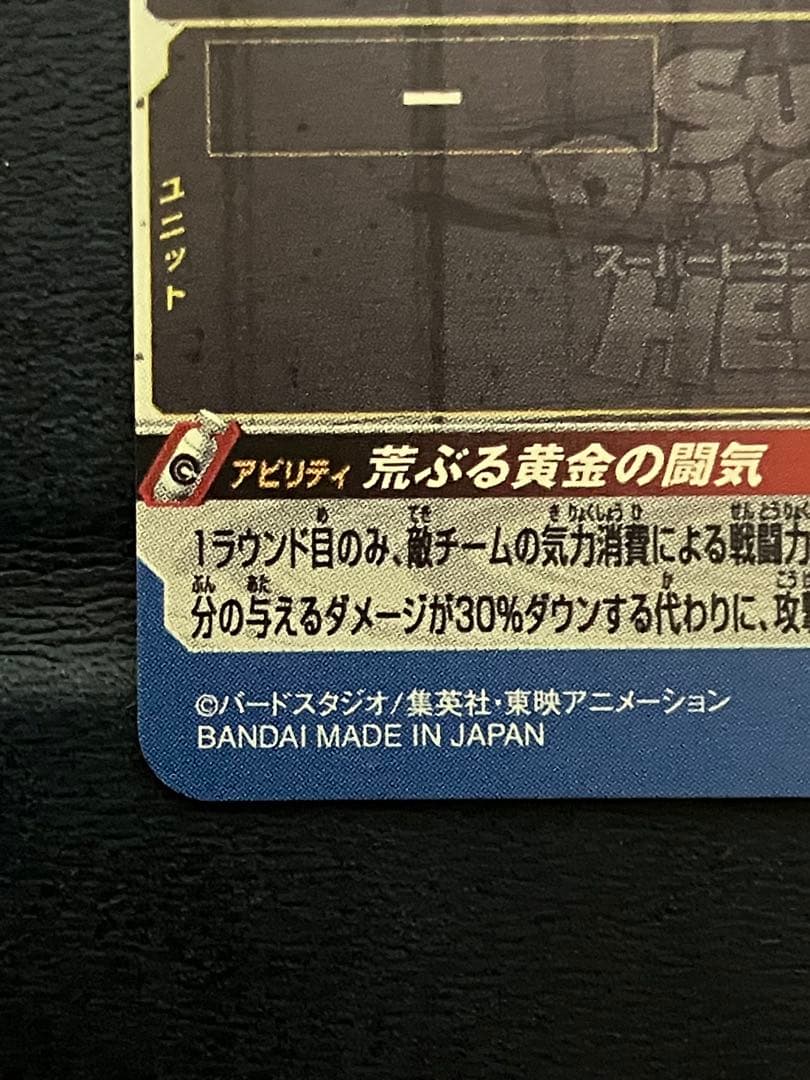 ー
ユニット
スーパードラゴ
アビリティ 荒ぶる黄金の闘気
1ラウンド目のみ、敵チームの気力消費による戦闘力
分の与えるダメージが30%ダウンする代わりに、攻撃
©バードスタジオ/集英社・東映アニメーション
BANDAI MADE IN JAPAN